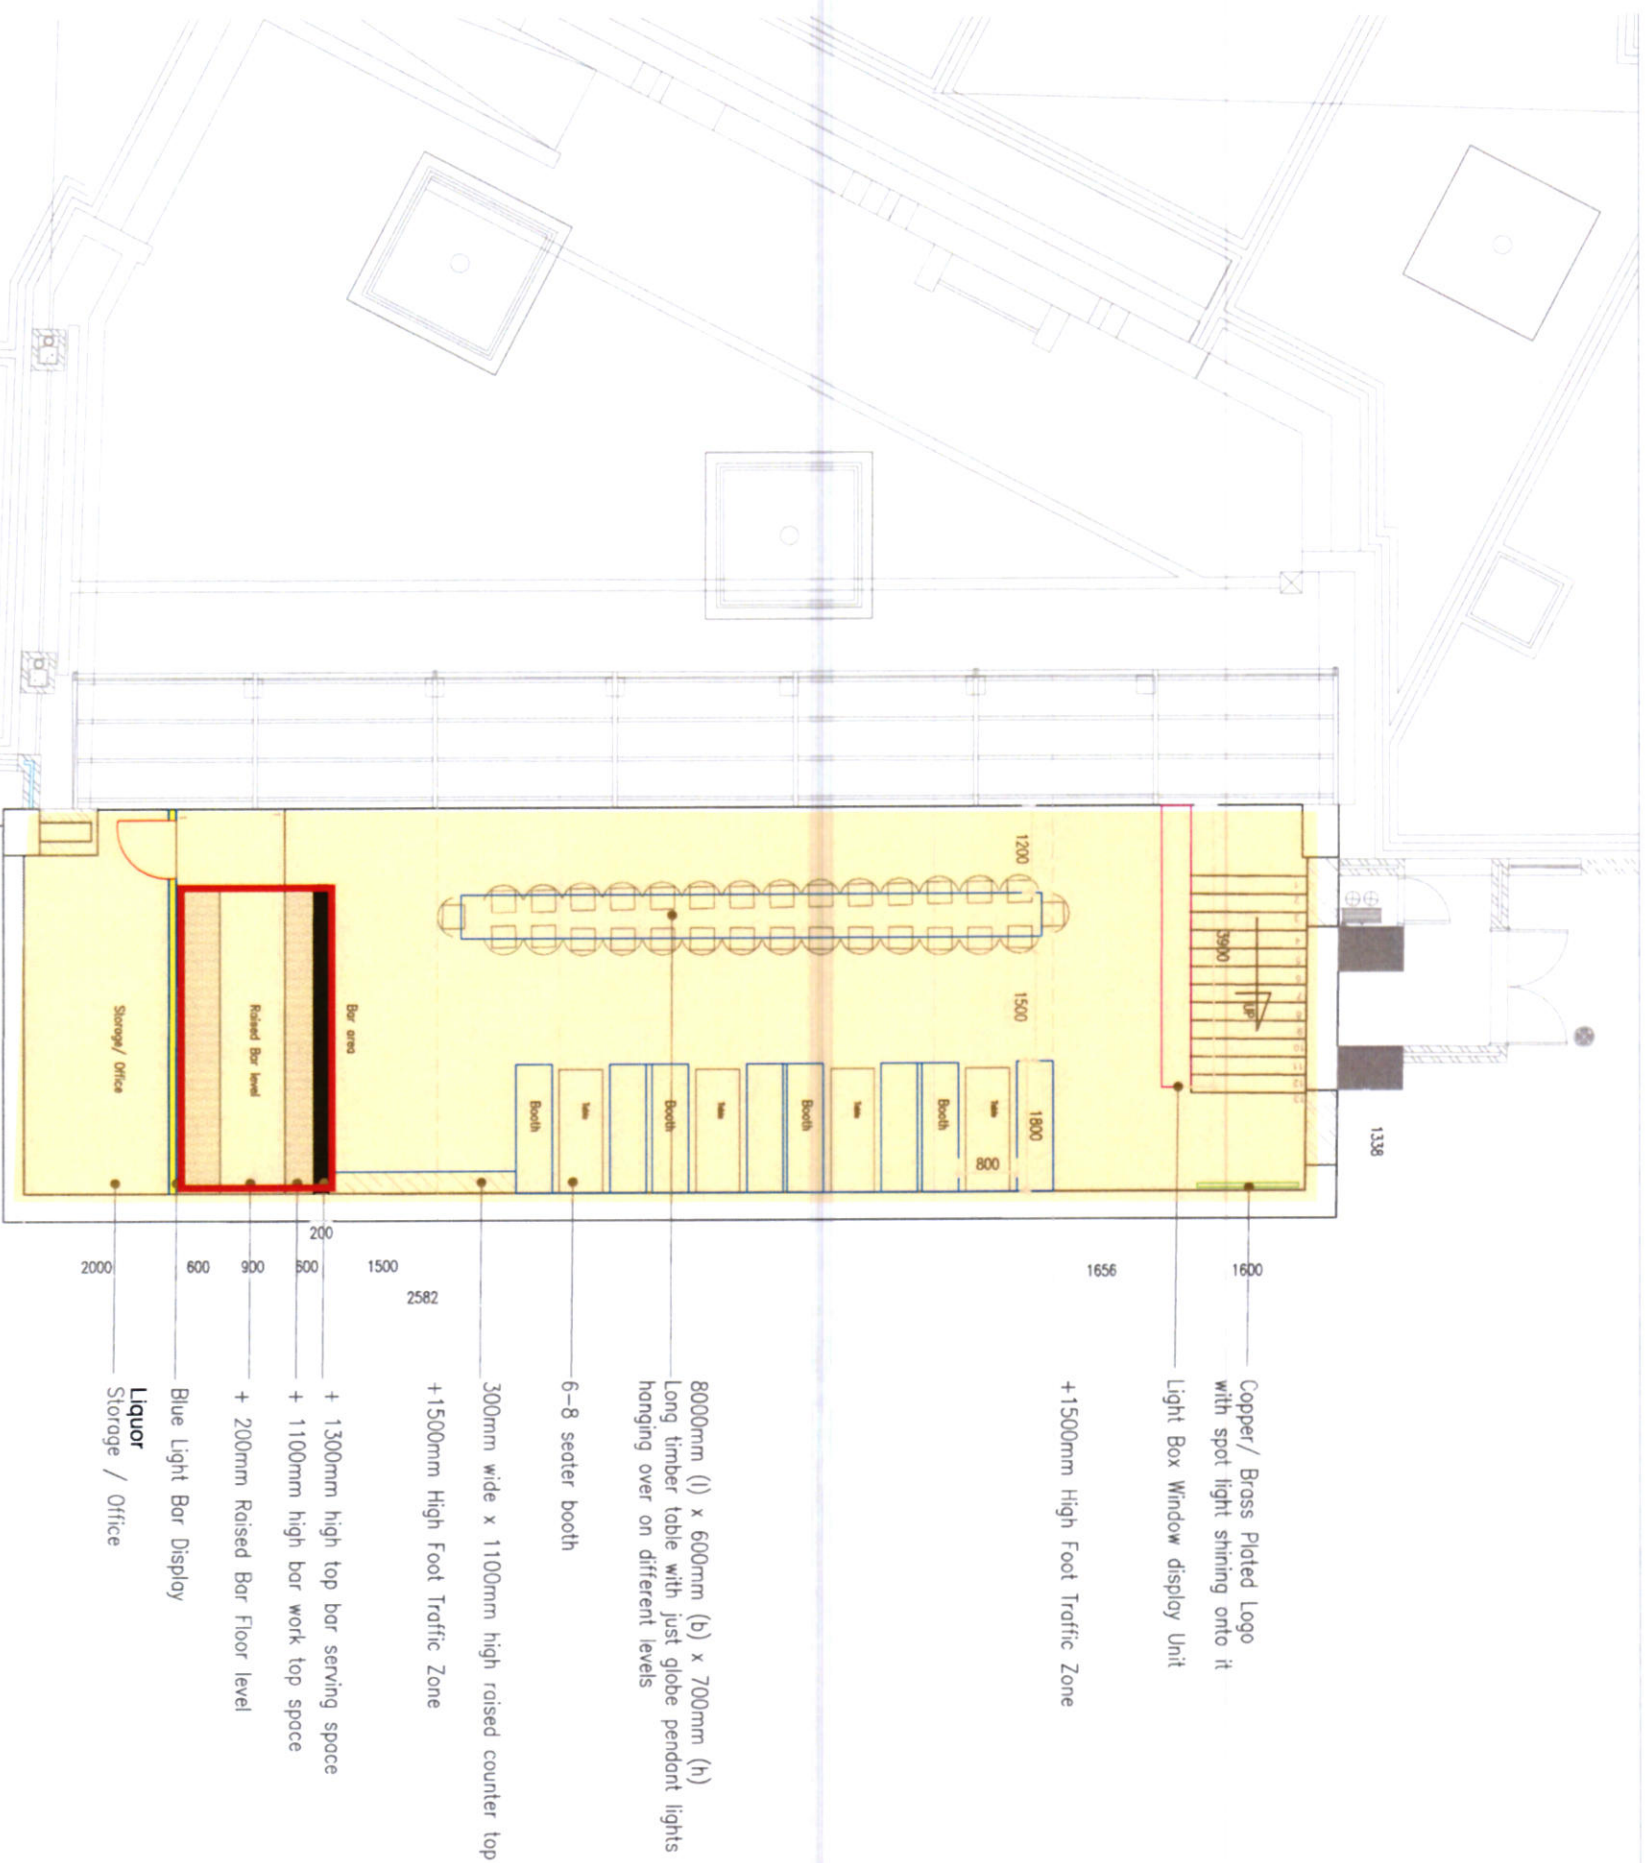 Copper/ Brass Plated Logo
with spot light shining onto it
Light Box Window display Unit
+1500mm High Foot Traffic Zone
8000mm (l) x 600mm (b) x 700mm (h)
Long timber table with just globe pendant lights
hanging over on different levels
6-8 seater booth
300mm wide x 1100mm high raised counter top
+1500mm High Foot Traffic Zone
+ 1300mm high top bar serving space
+ 1100mm high bar work top space
+ 200mm Raised Bar Floor level
Blue Light Bar Display
Liquor
Storage / Office
1338
1600
1656
2582
1500
200
600
900
600
2000
3900
UP
1200
1500
1800
800
Table
Booth
Table
Booth
Table
Booth
Table
Booth
Bar area
Raised Bar level
Storage/ Office